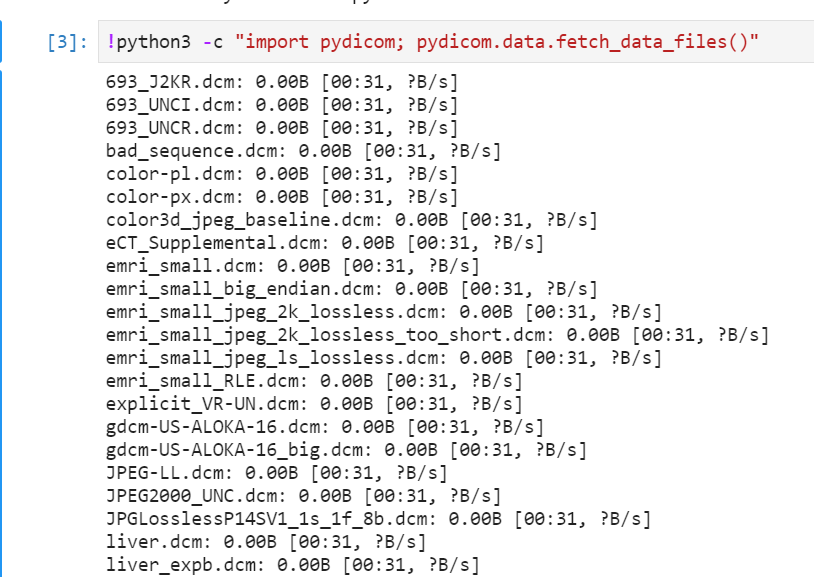 [3]: !python3 -c "import pydicom; pydicom.data.fetch_data_files()"
693_J2KR.dcm: 0.00B [00:31, ?B/s]
693_UNCI.dcm: 0.00B [00:31, ?B/s]
693_UNCR.dcm: 0.00B [00:31, ?B/s]
bad_sequence.dcm: 0.00B [00:31, ?B/s]
color-pl.dcm: 0.00B [00:31, ?B/s]
color-px.dcm: 0.00B [00:31, ?B/s]
color3d_jpeg_baseline.dcm: 0.00B [00:31, ?B/s]
eCT_Supplemental.dcm: 0.00B [00:31, ?B/s]
emri_small.dcm: 0.00B [00:31, ?B/s]
emri_small_big_endian.dcm: 0.00B [00:31, ?B/s]
emri_small_jpeg_2k_lossless.dcm: 0.00B [00:31, ?B/s]
emri_small_jpeg_2k_lossless_too_short.dcm: 0.00B [00:31, ?B/s]
emri_small_jpeg_ls_lossless.dcm: 0.00B [00:31, ?B/s]
emri_small_RLE.dcm: 0.00B [00:31, ?B/s]
explicit_VR-UN.dcm: 0.00B [00:31, ?B/s]
gdcm-US-ALOKA-16.dcm: 0.00B [00:31, ?B/s]
gdcm-US-ALOKA-16_big.dcm: 0.00B [00:31, ?B/s]
JPEG-LL.dcm: 0.00B [00:31, ?B/s]
JPEG2000_UNC.dcm: 0.00B [00:31, ?B/s]
JPGLosslessP14SV1_1s_1f_8b.dcm: 0.00B [00:31, ?B/s]
liver.dcm: 0.00B [00:31, ?B/s]
liver_expb.dcm: 0.00B [00:31, ?B/s]